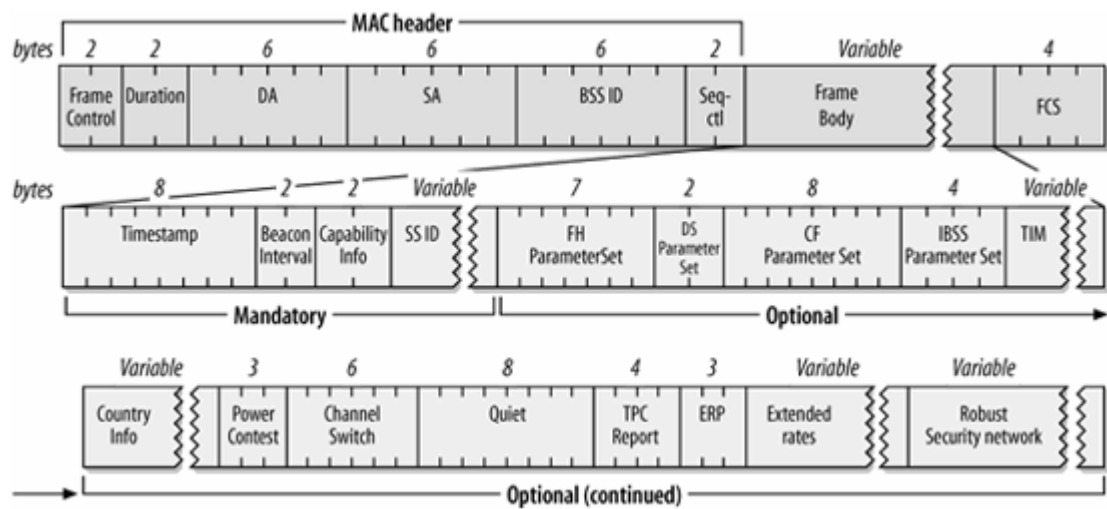 MAC header
bytes 2 2 6 6 6 2 Variable 4
Frame Control Duration DA SA BSS ID Seq-ctl Frame Body FCS
bytes 8 2 2 Variable 7 2 8 4 Variable
Timestamp Beacon Interval Capability Info SS ID FH ParameterSet DS Parameter Set CF Parameter Set IBSS Parameter Set TIM
Mandatory Optional
Variable 3 6 8 4 3 Variable Variable
Country Info Power Contest Channel Switch Quiet TPC Report ERP Extended rates Robust Security network
Optional (continued)